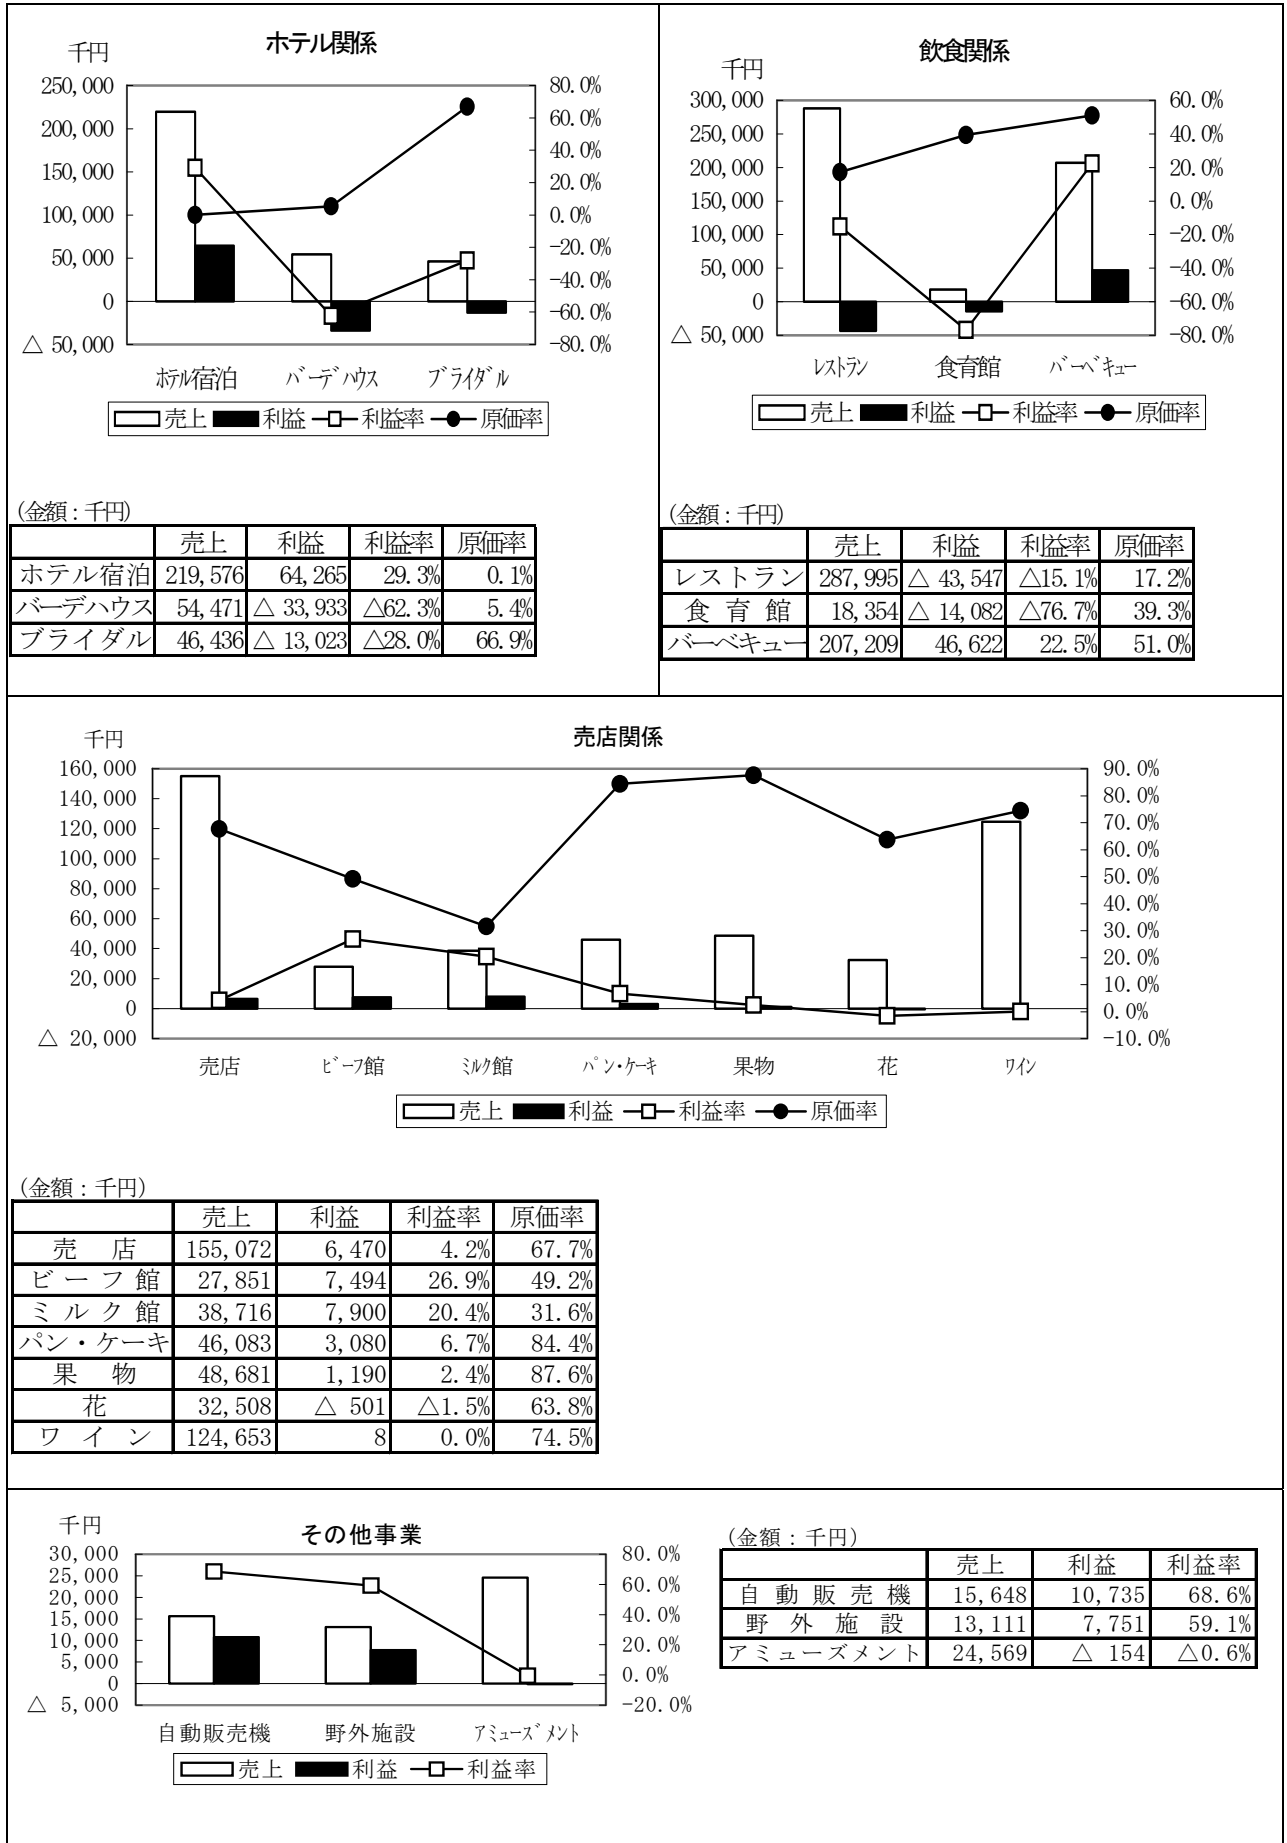 ホテル関係
千円
250,000 80.0%
200,000 60.0%
150,000 40.0%
100,000 20.0%
50,000 0.0%
0 -20.0%
△ 50,000 -40.0%
-60.0%
-80.0%
ホテル宿泊 バーデハウス ブライダル
売上 利益 利益率 原価率
(金額:千円)
売上 利益 利益率 原価率
ホテル宿泊 219,576 64,265 29.3% 0.1%
バーデハウス 54,471 △ 33,933 △62.3% 5.4%
ブライダル 46,436 △ 13,023 △28.0% 66.9%
飲食関係
千円
300,000 60.0%
250,000 40.0%
200,000 20.0%
150,000 0.0%
100,000 -20.0%
50,000 -40.0%
0 -60.0%
△ 50,000 -80.0%
レストラン 食育館 バーベキュー
売上 利益 利益率 原価率
(金額:千円)
売上 利益 利益率 原価率
レストラン 287,995 △ 43,547 △15.1% 17.2%
食育館 18,354 △ 14,082 △76.7% 39.3%
バーベキュー 207,209 46,622 22.5% 51.0%
売店関係
千円
160,000 90.0%
140,000 80.0%
120,000 70.0%
100,000 60.0%
80,000 50.0%
60,000 40.0%
40,000 30.0%
20,000 20.0%
0 10.0%
△ 20,000 0.0%
-10.0%
売店 ビーフ館 ミルク館 パン・ケーキ 果物 花 ワイン
売上 利益 利益率 原価率
(金額:千円)
売上 利益 利益率 原価率
売店 155,072 6,470 4.2% 67.7%
ビーフ館 27,851 7,494 26.9% 49.2%
ミルク館 38,716 7,900 20.4% 31.6%
パン・ケーキ 46,083 3,080 6.7% 84.4%
果物 48,681 1,190 2.4% 87.6%
花 32,508 △ 501 △1.5% 63.8%
ワイン 124,653 8 0.0% 74.5%
その他事業
千円
30,000 80.0%
25,000 60.0%
20,000 40.0%
15,000 20.0%
10,000 0.0%
5,000 -20.0%
0
△ 5,000
自動販売機 野外施設 アミューズメント
売上 利益 利益率
(金額:千円)
売上 利益 利益率
自動販売機 15,648 10,735 68.6%
野外施設 13,111 7,751 59.1%
アミューズメント 24,569 △ 154 △0.6%